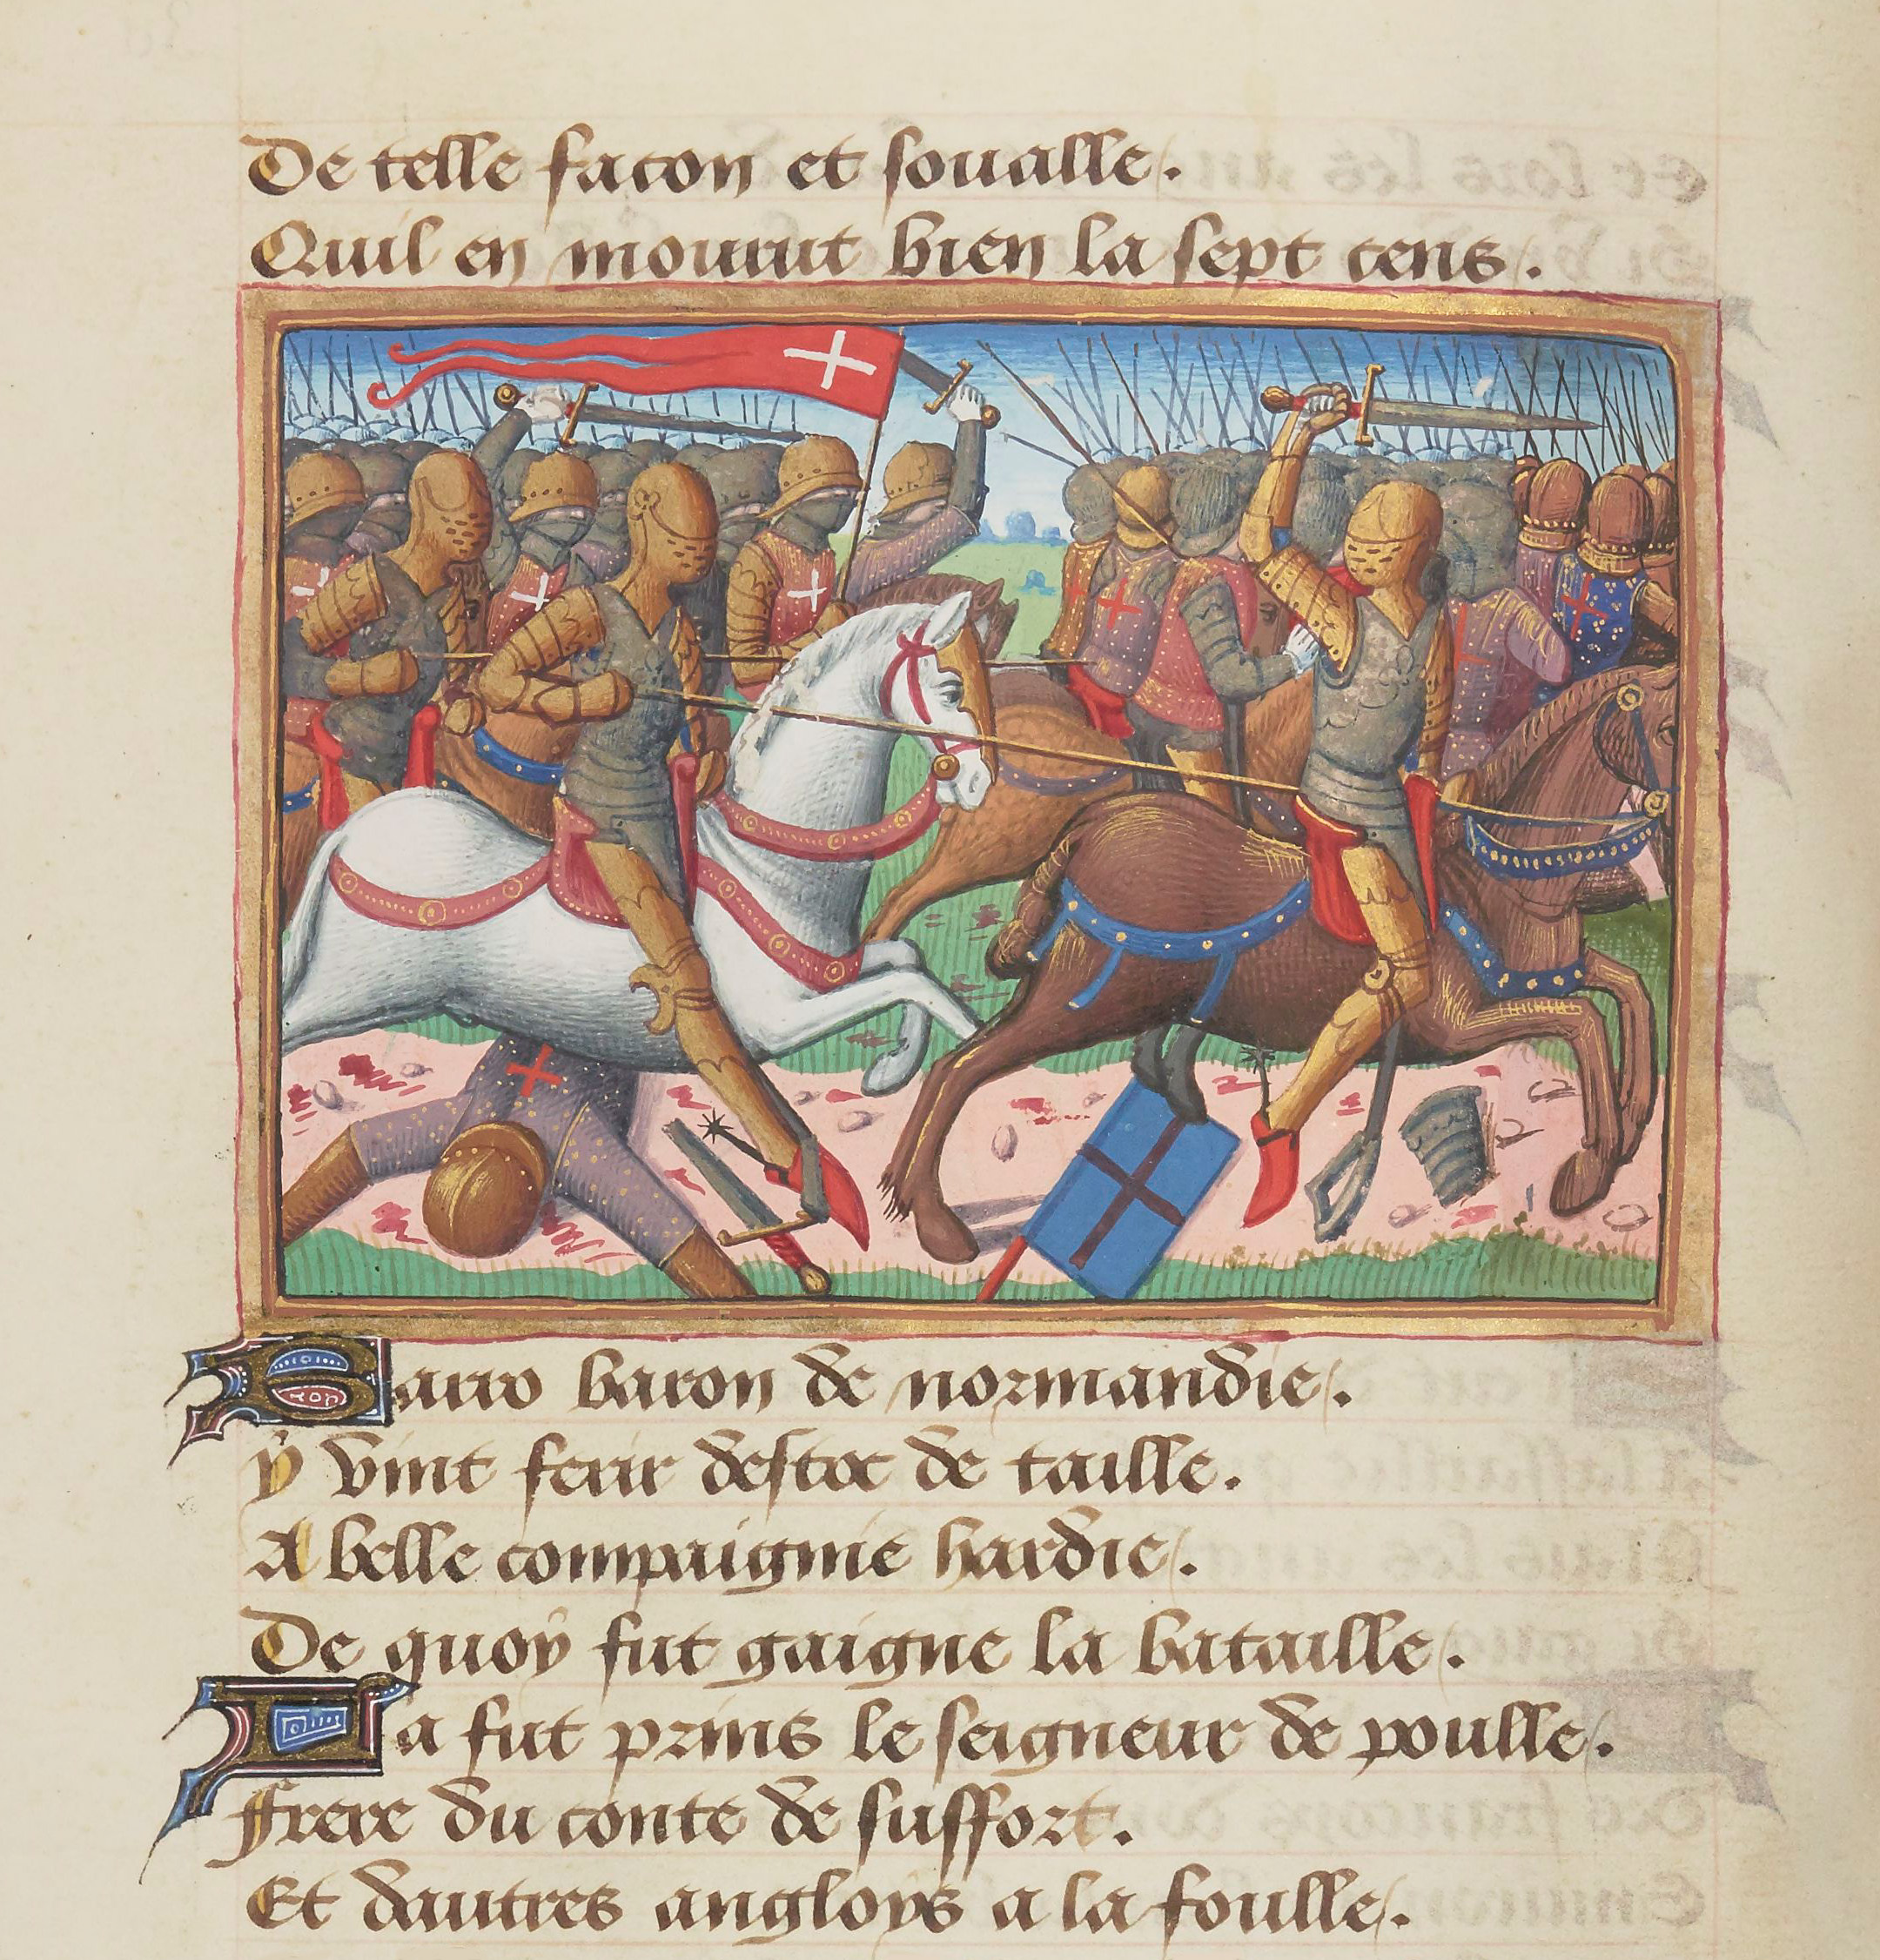 De telle facon et soualle.
Quil en mourut bien la sept cens.
Sarro baron de normandie.
y vint ferir destoc de taille.
A belle compaignie hardie.
De quoy fut gaigne la bataille.
La fut prins le seigneur de poulle.
Frere du conte de suffort.
Et dautres angloys a la foulle.